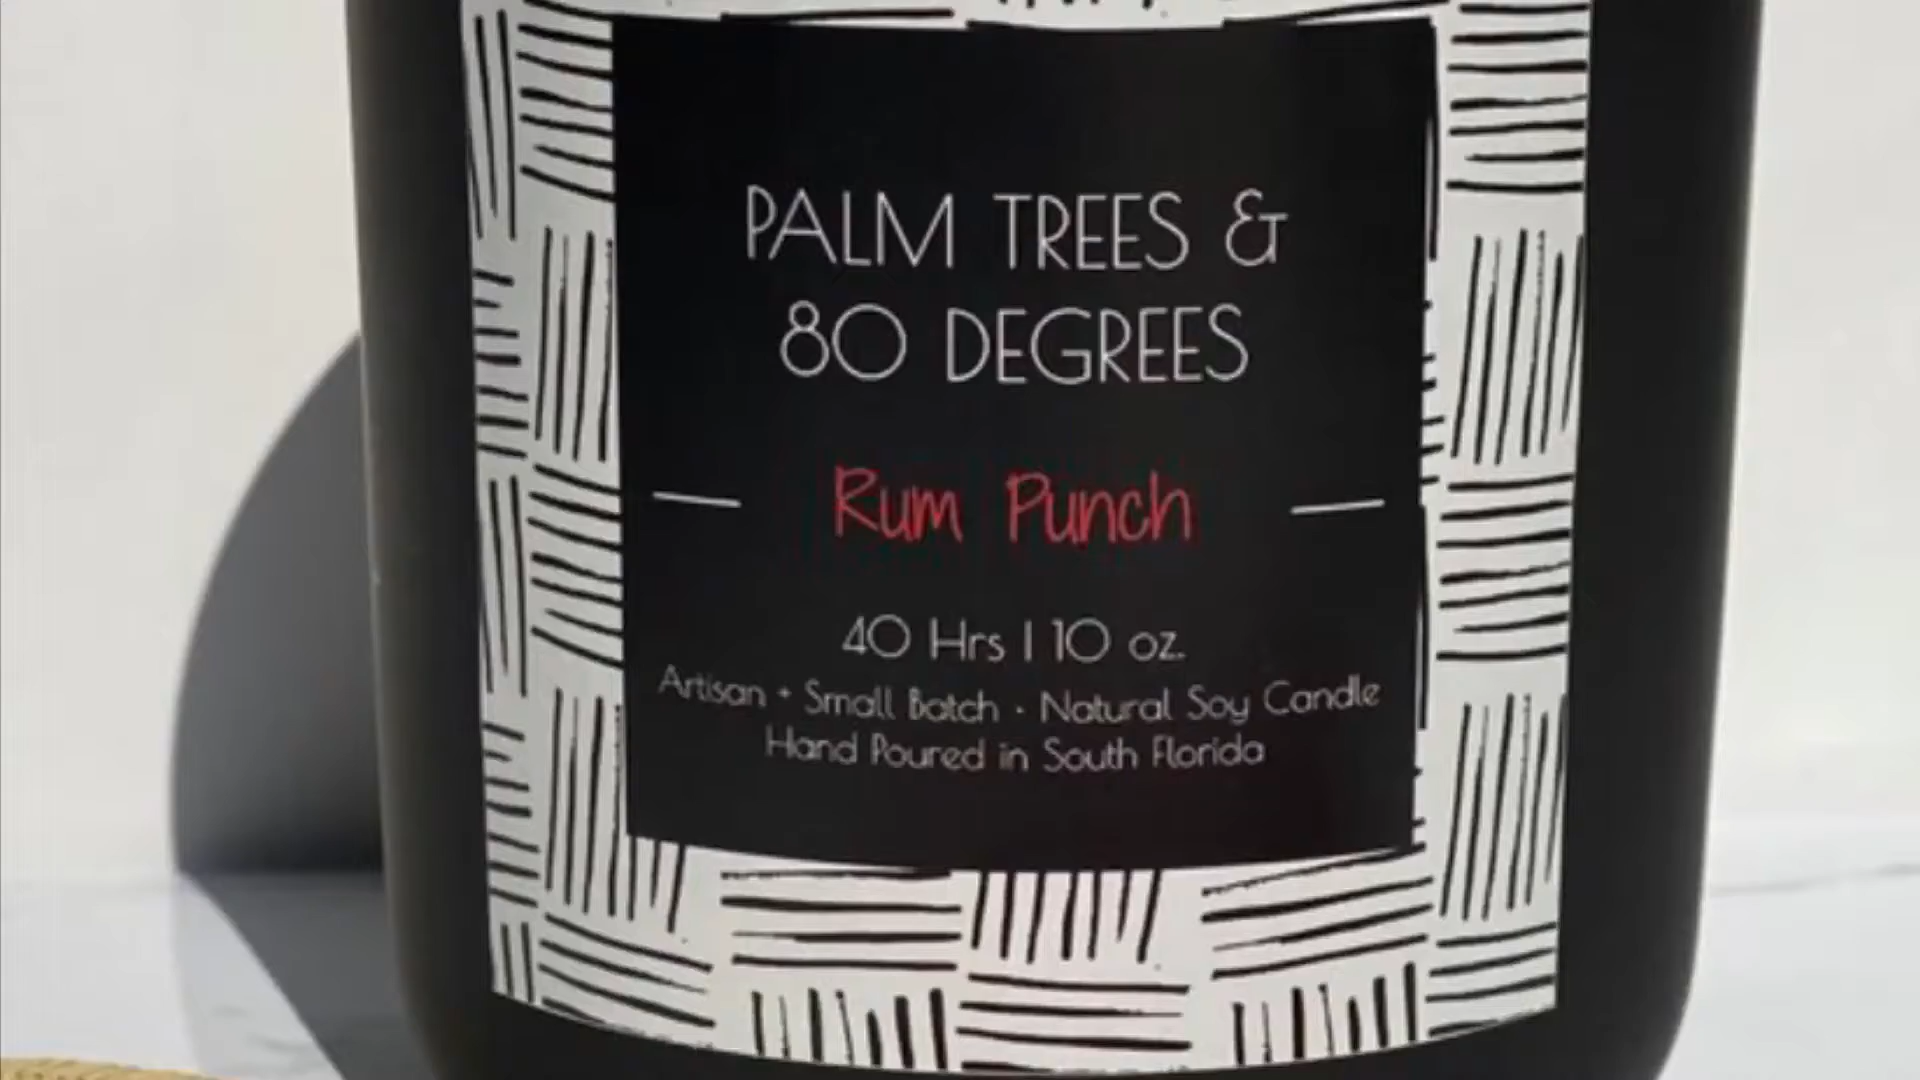 PALM TREES &
80 DEGREES
Rum Punch
40 Hrs | 10 oz.
Artisan • Small Batch • Natural Soy Candle
Hand Poured in South Florida